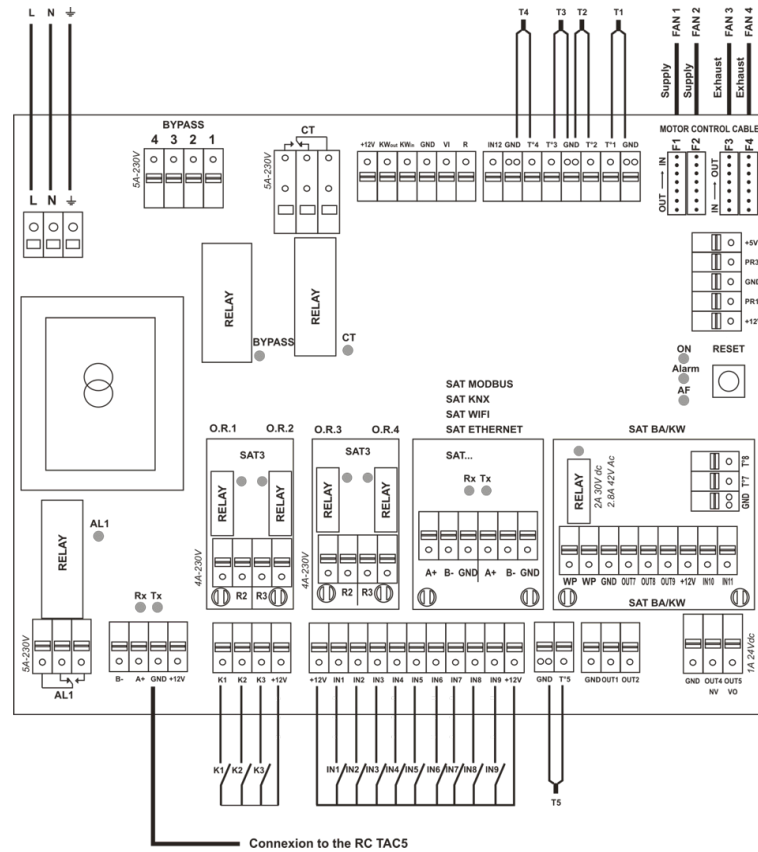 L N ⏚
T4 T3 T2 T1
Supply FAN 1
Supply FAN 2
Exhaust FAN 3
Exhaust FAN 4
BYPASS
4 3 2 1
5A-230V
CT
5A-230V
+12V KWout KWin GND VI R
IN12 GND T°4 T°3 GND T°2 T°1 GND
MOTOR CONTROL CABLE
F1 F2 F3 F4
OUT → IN
IN → OUT
L N ⏚
+5V
PR3
GND
PR1
+12V
RELAY
BYPASS
RELAY
CT
ON
Alarm
AF
RESET
SAT MODBUS
SAT KNX
SAT WIFI
SAT ETHERNET
O.R.1 O.R.2
SAT3
RELAY RELAY
4A-230V
R2 R3
O.R.3 O.R.4
SAT3
RELAY RELAY
4A-230V
R2 R3
SAT...
Rx Tx
A+ B- GND A+ B- GND
SAT BA/KW
RELAY
2A 30V dc
2.8A 42V Ac
T°8
T°7
GND
WP WP GND OUT7 OUT8 OUT9 +12V IN10 IN11
SAT BA/KW
RELAY
AL1
5A-230V
AL1
Rx Tx
B- A+ GND +12V
K1 K2 K3 +12V
+12V IN1 IN2 IN3 IN4 IN5 IN6 IN7 IN8 IN9 +12V
GND T°5
GND OUT1 OUT2
GND OUT4 OUT5
NV VO
1A 24Vdc
K1 K2 K3
IN1 IN2 IN3 IN4 IN5 IN6 IN7 IN8 IN9
T5
Connexion to the RC TAC5